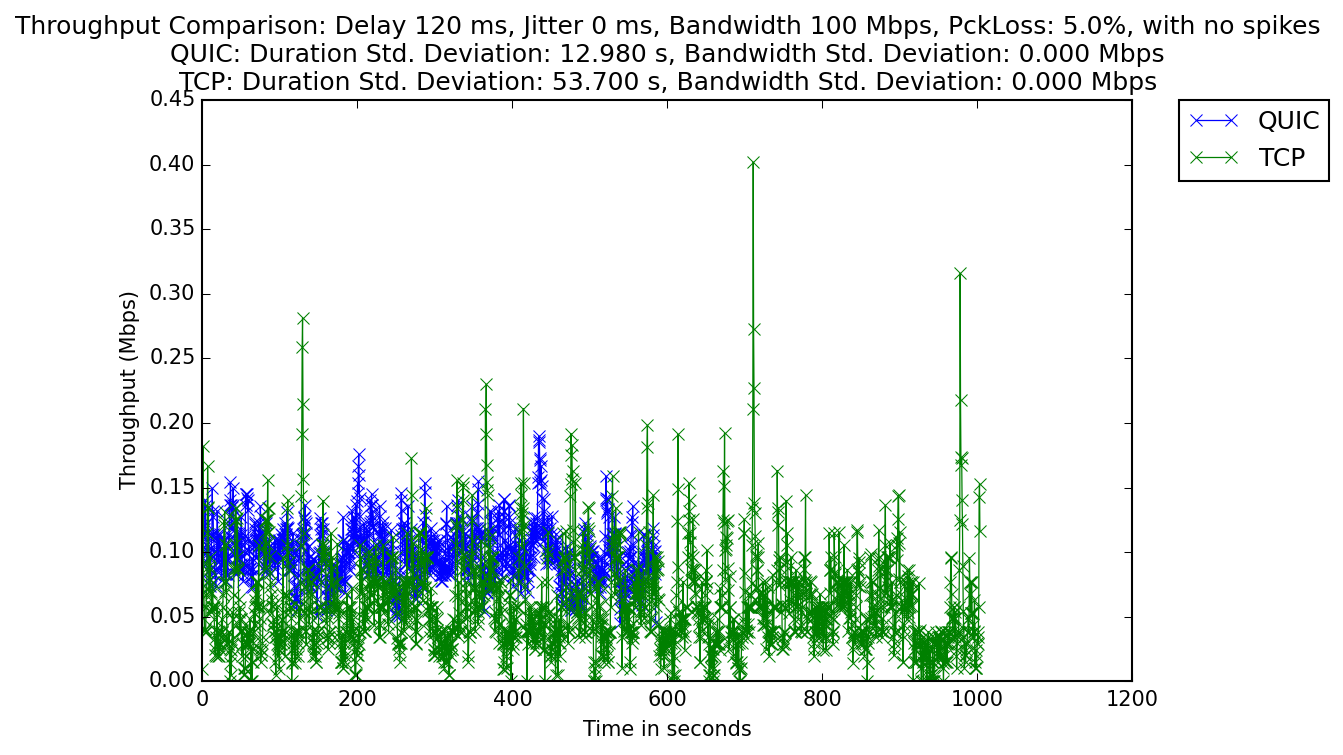 Throughput Comparison: Delay 120 ms, Jitter 0 ms, Bandwidth 100 Mbps, PckLoss: 5.0%, with no spikes
QUIC: Duration Std. Deviation: 12.980 s, Bandwidth Std. Deviation: 0.000 Mbps
TCP: Duration Std. Deviation: 53.700 s, Bandwidth Std. Deviation: 0.000 Mbps
0.45
0.40
0.35
0.30
0.25
0.20
0.15
0.10
0.05
0.00
Throughput (Mbps)
0
200
400
600
800
1000
1200
Time in seconds
QUIC
TCP